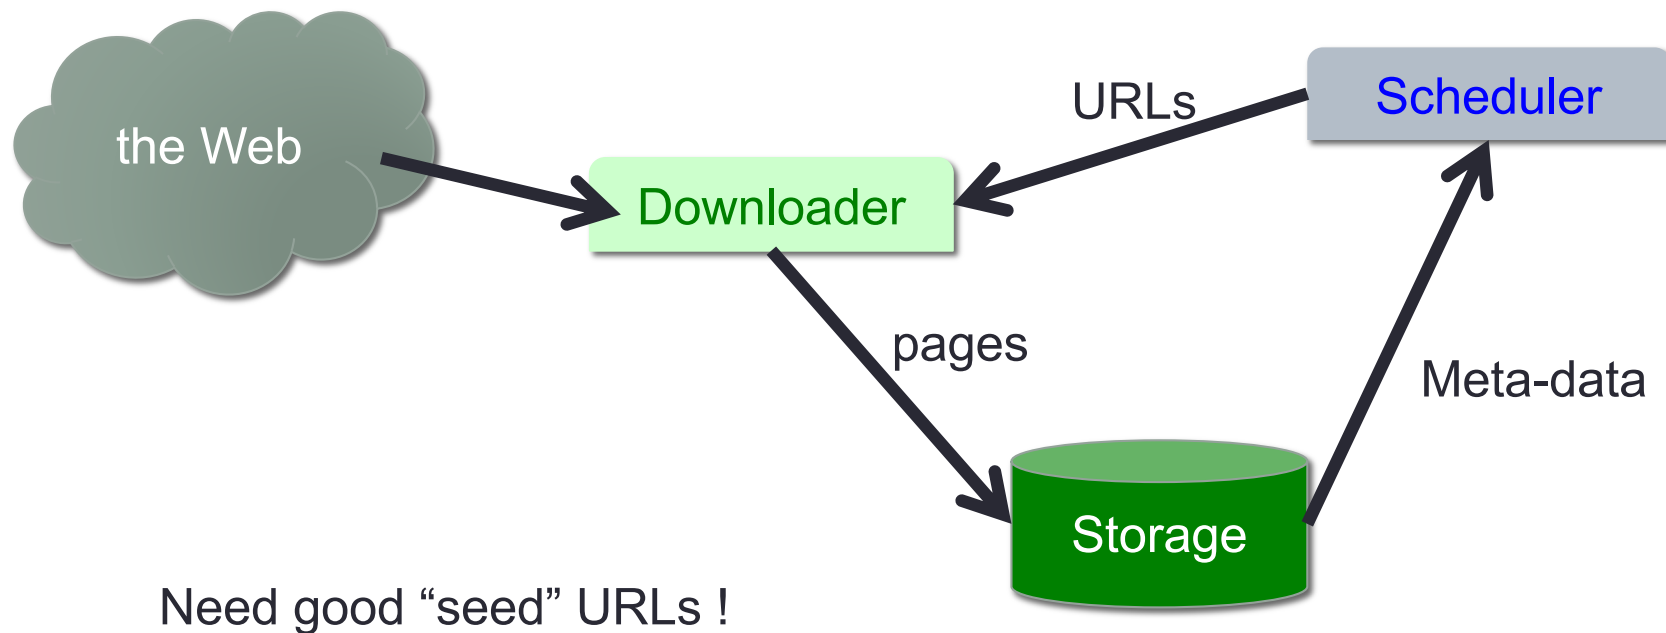 the Web
URLs
Scheduler
Downloader
pages
Meta-data
Storage
Need good “seed” URLs !